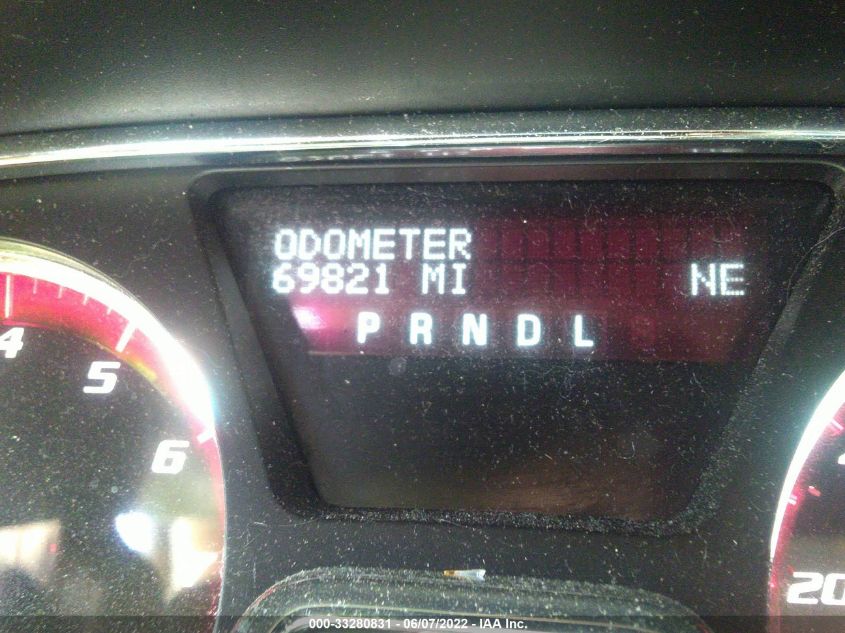 ODOMETER
69821 MI NE
P R N D L
4
5
6
20
000-33280831 - 06/07/2022 - IAA Inc.